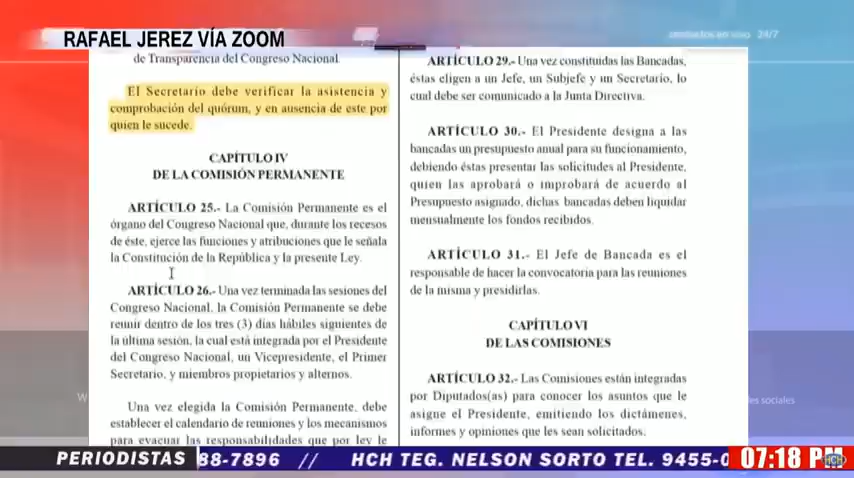 RAFAEL JEREZ VÍA ZOOM
24/7
de Transparencia del Congreso Nacional
El Secretario debe verificar la asistencia y
comprobación del quórum, y en ausencia de este por
quien le sucede.
CAPÍTULO IV
DE LA COMISIÓN PERMANENTE
ARTÍCULO 25.- La Comisión Permanente es el
órgano del Congreso Nacional que, durante los recesos
de éste, ejerce las funciones y atribuciones que le señala
la Constitución de la República y la presente Ley.
ARTÍCULO 26.- Una vez terminada las sesiones del
Congreso Nacional, la Comisión Permanente se debe
reunir dentro de los tres (3) días hábiles siguientes de
la última sesión, la cual está integrada por el Presidente
del Congreso Nacional, un Vicepresidente, el Primer
Secretario, y miembros propietarios y alternos.
Una vez elegida la Comisión Permanente, debe
establecer el calendario de reuniones y los mecanismos
para evacuar las responsabilidades que por ley le
ARTÍCULO 29.- Una vez constituidas las Bancadas,
éstas eligen a un Jefe, un Subjefe y un Secretario, lo
cual debe ser comunicado a la Junta Directiva.
ARTÍCULO 30.- El Presidente designa a las
bancadas un presupuesto anual para su funcionamiento,
debiendo éstas presentar las solicitudes al Presidente,
quien las aprobará o improbará de acuerdo al
Presupuesto asignado, dichas bancadas deben liquidar
mensualmente los fondos recibidos.
ARTÍCULO 31.- El Jefe de Bancada es el
responsable de hacer la convocatoria para las reuniones
de la misma y presidirlas.
CAPÍTULO VI
DE LAS COMISIONES
ARTÍCULO 32.- Las Comisiones están integradas
por Diputados(as) para conocer los asuntos que le
asigne el Presidente, emitiendo los dictámenes,
informes y opiniones que les sean solicitados.
les sociales
PERIODISTAS 88-7896 // HCH TEG. NELSON SORTO TEL. 9455-0
07:18 PM
HCH